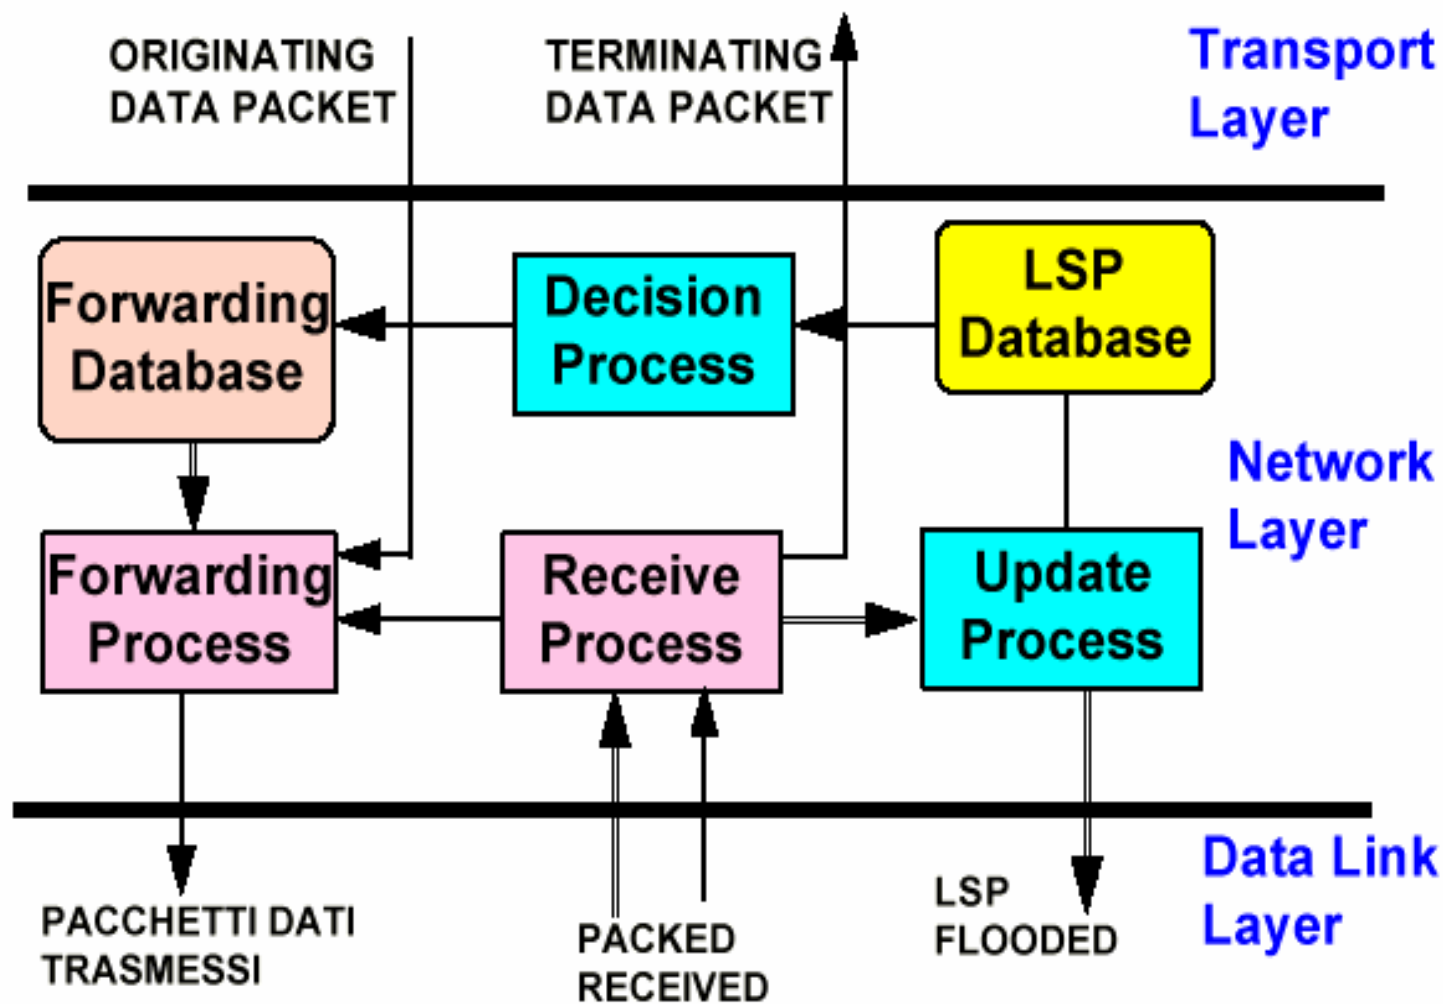 ORIGINATING
DATA PACKET
TERMINATING
DATA PACKET
Transport
Layer
Forwarding
Database
Decision
Process
LSP
Database
Network
Layer
Forwarding
Process
Receive
Process
Update
Process
Data Link
Layer
PACCHETTI DATI
TRASMESSI
PACKED
RECEIVED
LSP
FLOODED